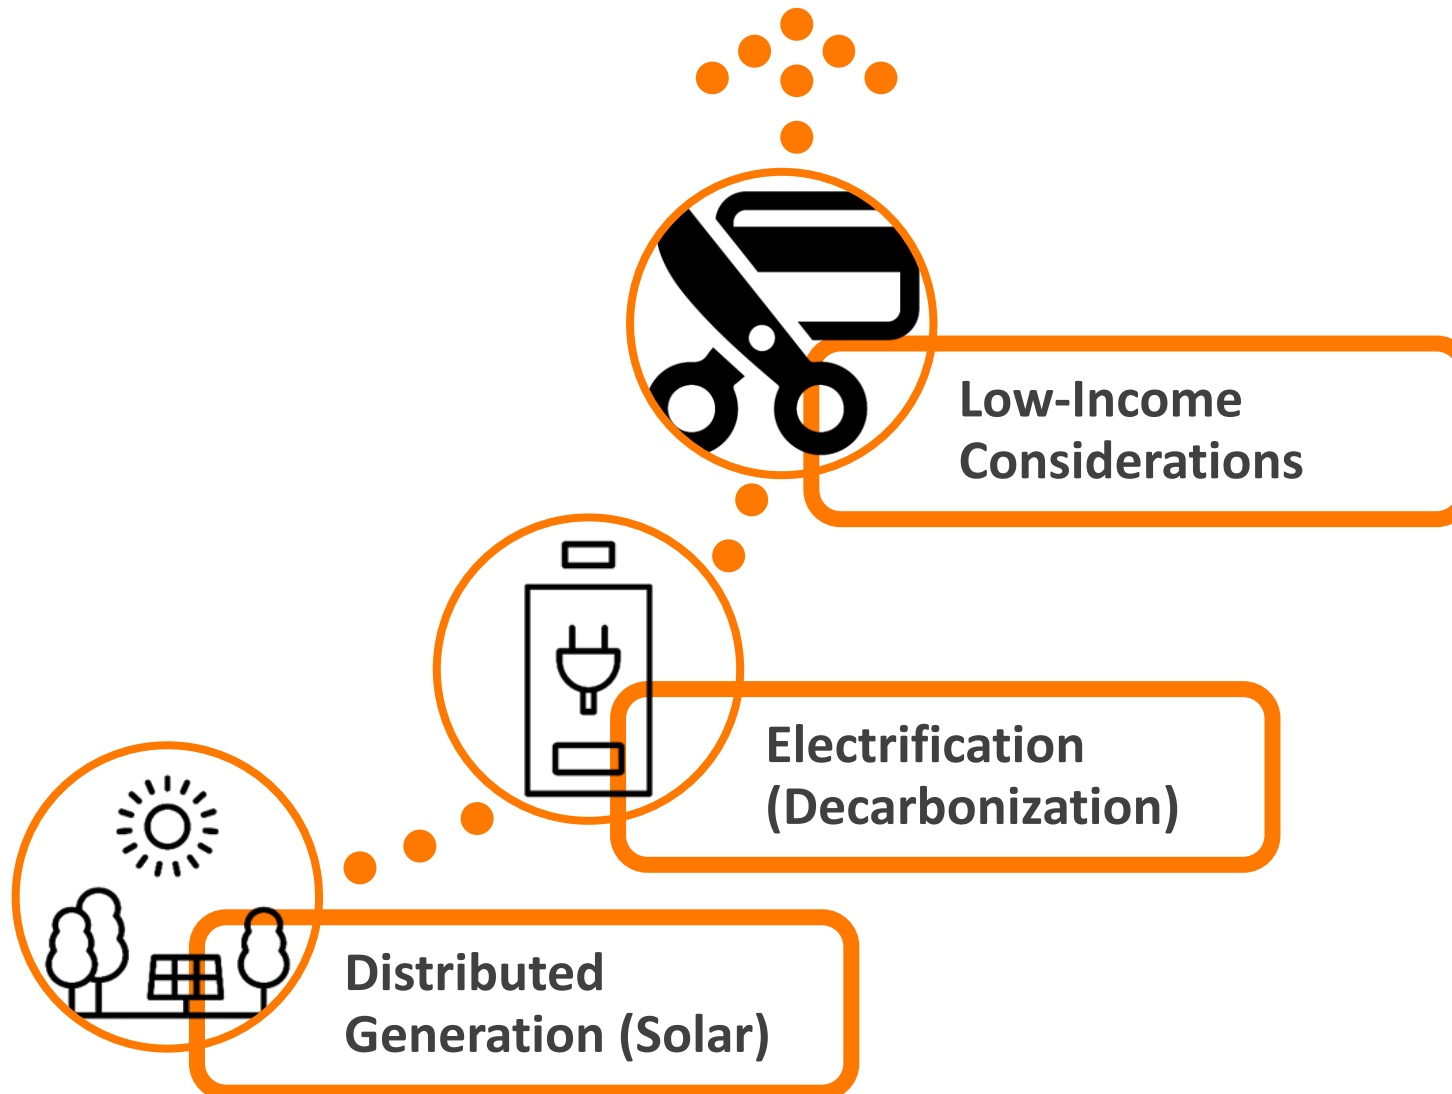 Low-Income
Considerations
Electrification
(Decarbonization)
Distributed
Generation (Solar)